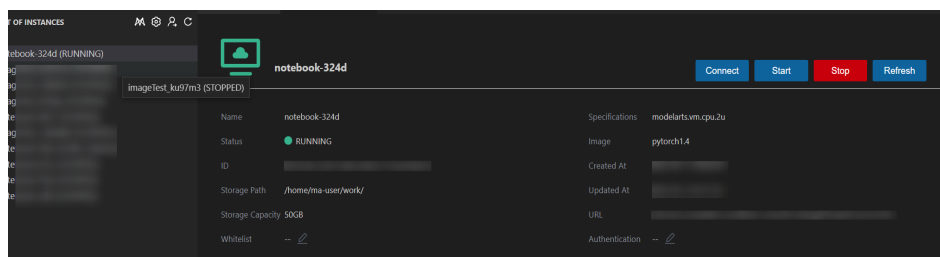 T OF INSTANCES
tebook-324d (RUNNING)
imageTest_ku97m3 (STOPPED)
notebook-324d
Connect Start Stop Refresh
Name notebook-324d Specifications modelarts.vm.cpu.2u
Status RUNNING Image pytorch1.4
ID Created At
Storage Path /home/ma-user/work/ Updated At
Storage Capacity 50GB URL
Whitelist -- Authentication --